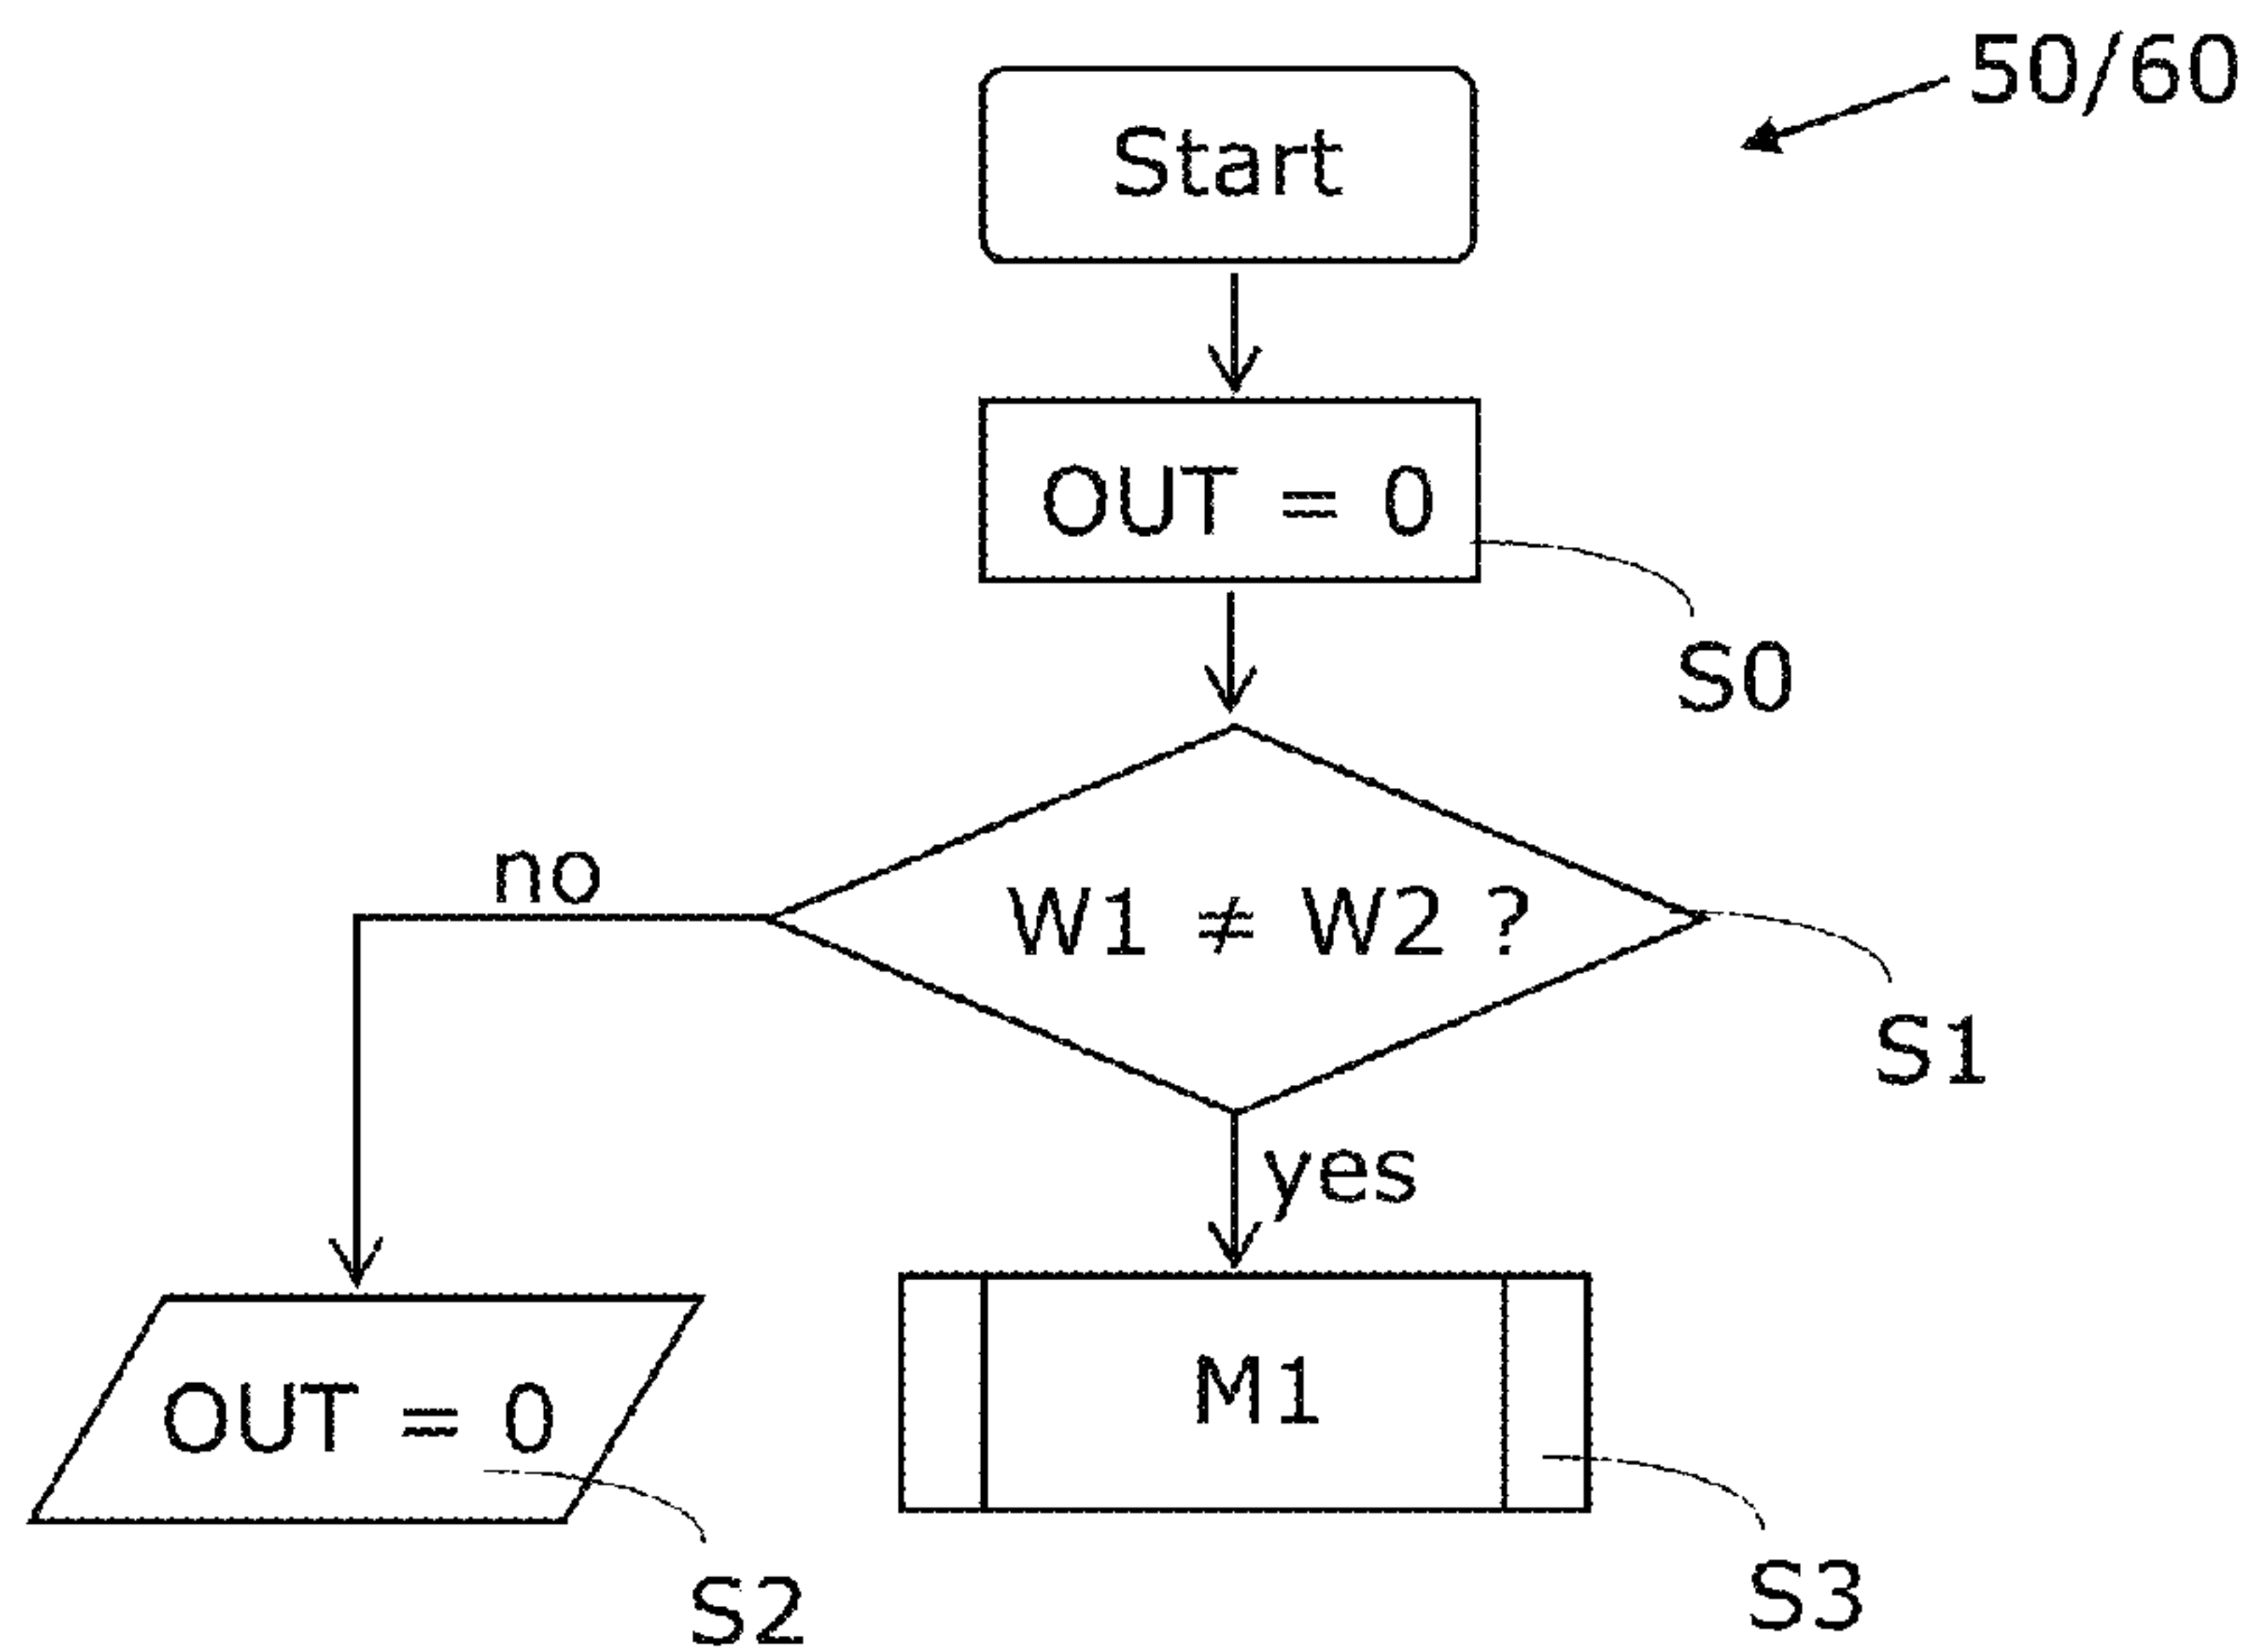 50/60
Start
OUT = 0
S0
no
W1 ≠ W2 ?
S1
yes
OUT = 0
M1
S2
S3